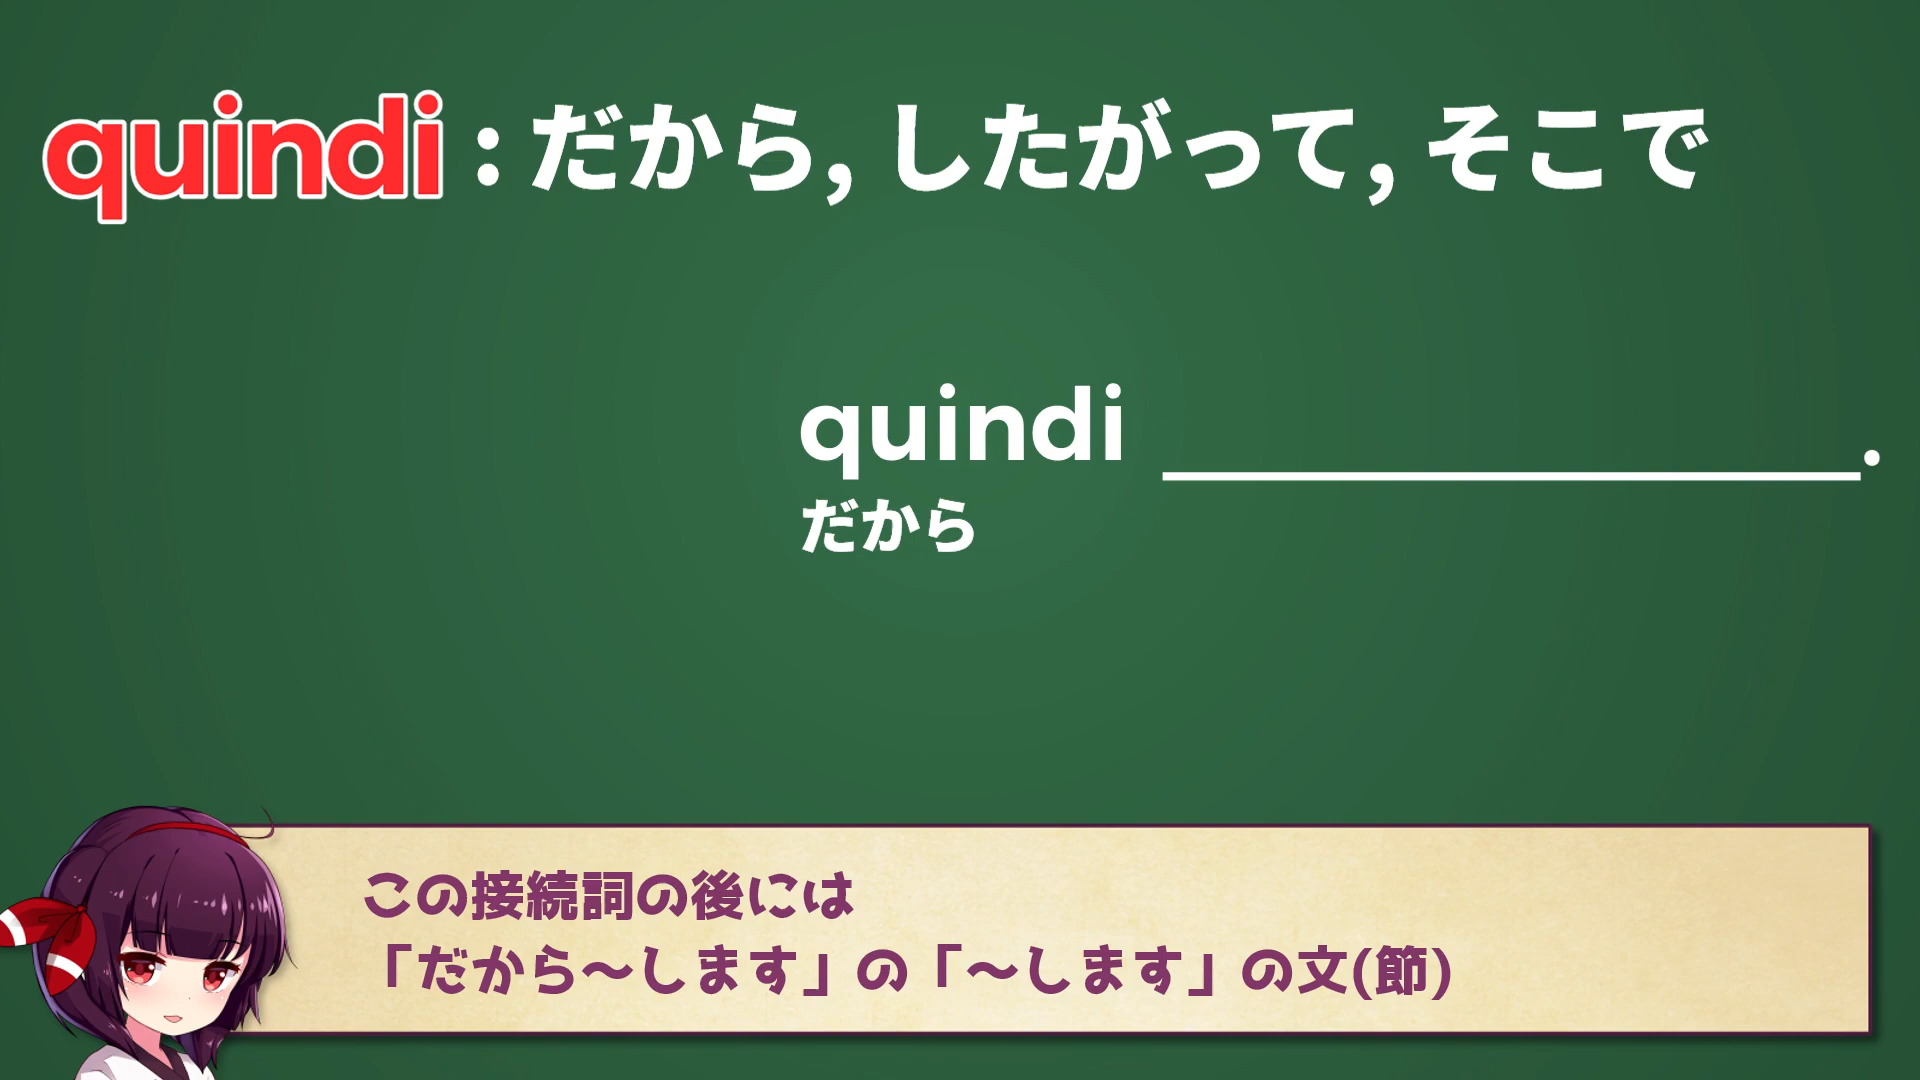 quindi : だから, したがって, そこで
quindi ____________.
だから
この接続詞の後には
「だから～します」の「～します」の文(節)